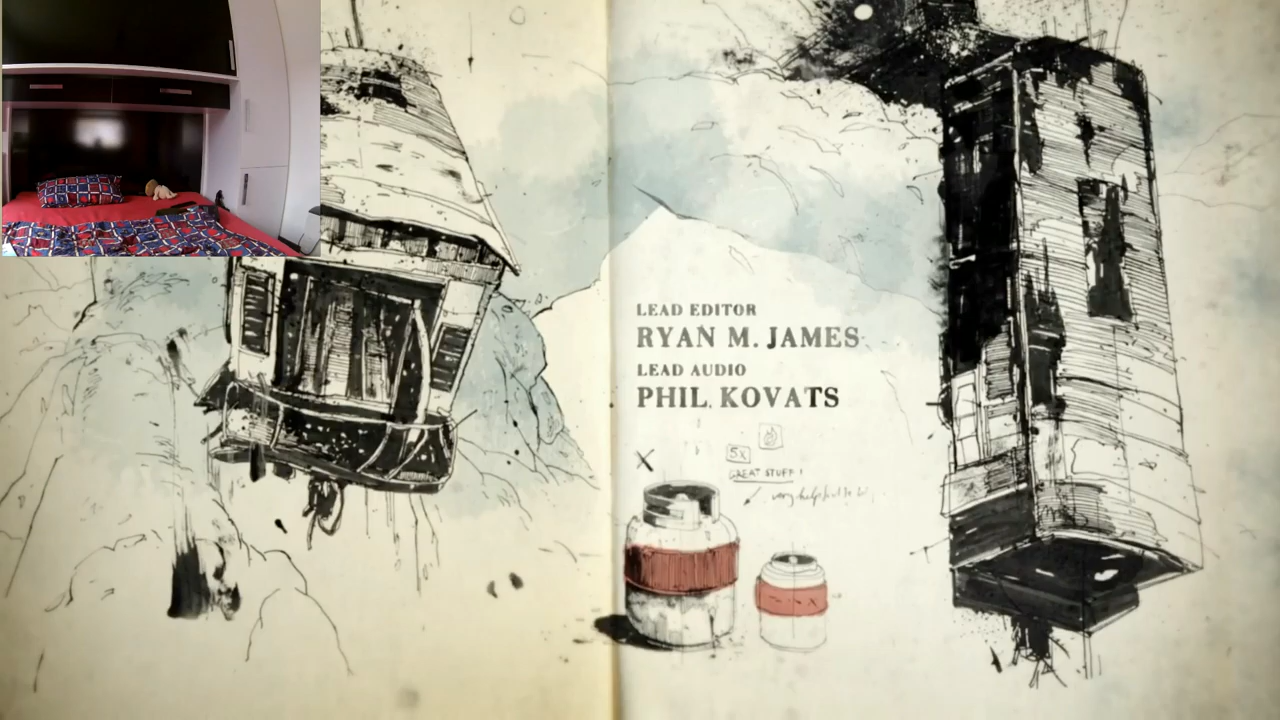 LEAD EDITOR
RYAN M. JAMES
LEAD AUDIO
PHIL KOVATS
5x
GREAT STUFF!